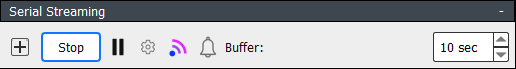 Serial Streaming -
Stop Buffer: 10 sec